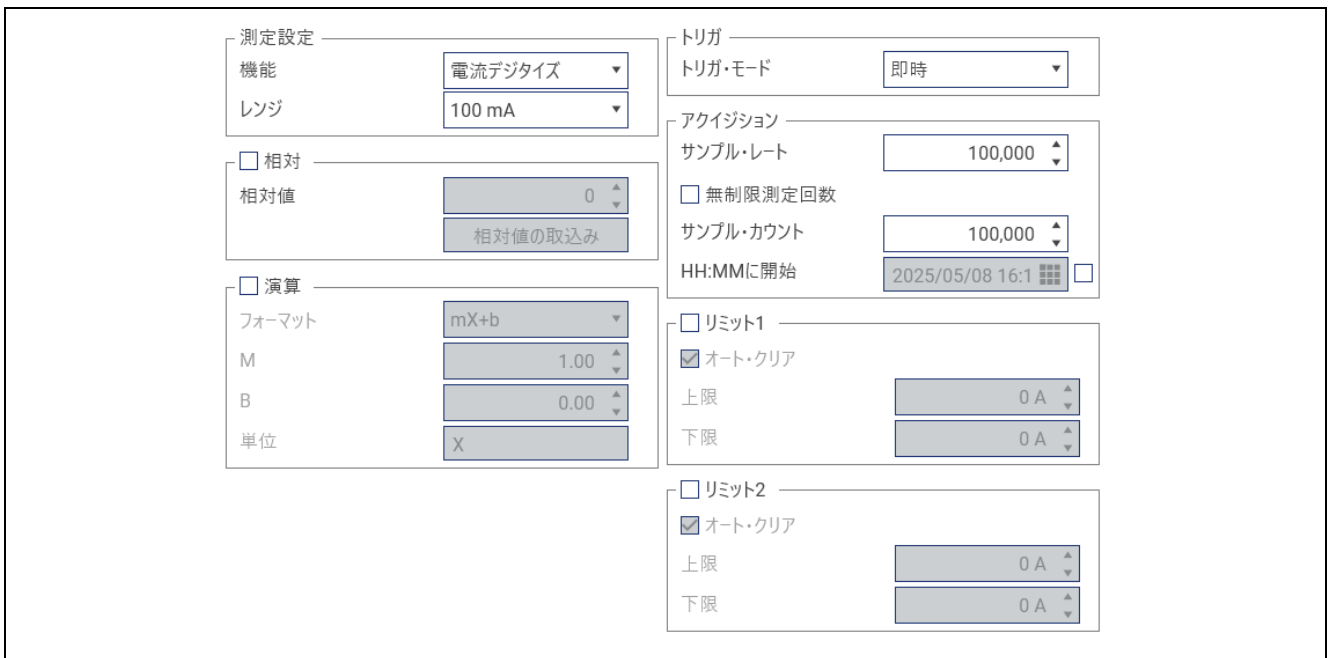 測定設定
機能
電流デジタイズ
レンジ
100 mA
相対
相対値
0
相対値の取込み
演算
フォーマット
mX+b
M
1.00
B
0.00
単位
X
トリガ
トリガ・モード
即時
アクイジション
サンプル・レート
100,000
無制限測定回数
サンプル・カウント
100,000
HH:MMに開始
2025/05/08 16:1
リミット1
オート・クリア
上限
0 A
下限
0 A
リミット2
オート・クリア
上限
0 A
下限
0 A